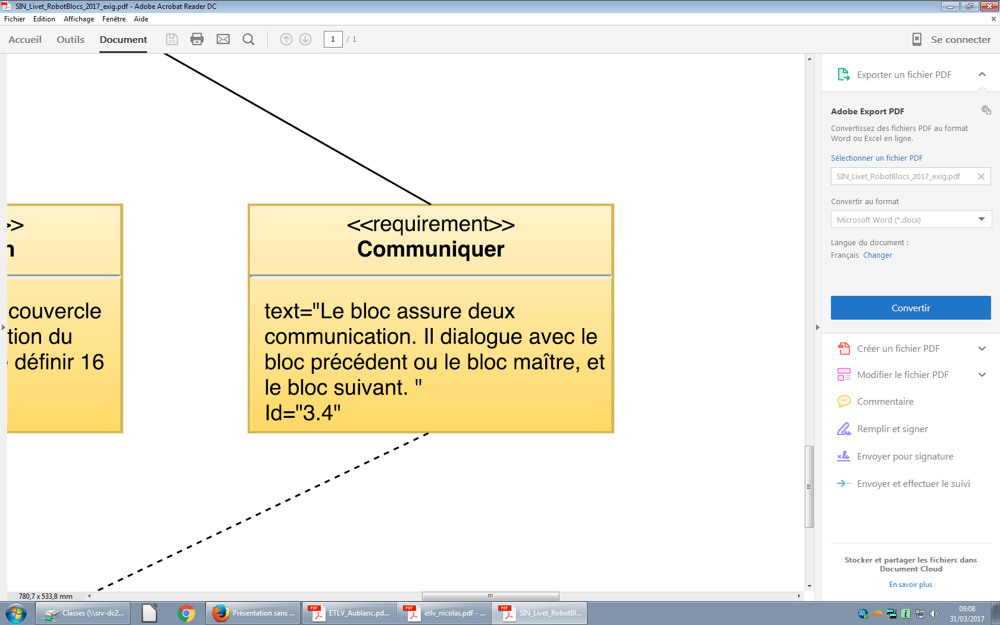 SIN_Livet_RobotBlocs_2017_exig.pdf - Adobe Acrobat Reader DC
Fichier Edition Affichage Fenêtre Aide
Accueil Outils Document 1 / 1 Se connecter
>>
n
couvercle
tion du
définir 16
<<requirement>>
Communiquer
text="Le bloc assure deux
communication. Il dialogue avec le
bloc précédent ou le bloc maître, et
le bloc suivant. "
Id="3.4"
780,7 x 533,8 mm
Exporter un fichier PDF
Adobe Export PDF
Convertissez des fichiers PDF au format
Word ou Excel en ligne.
Sélectionner un fichier PDF
SIN_Livet_RobotBlocs_2017_exig.pdf
Convertir au format
Microsoft Word (*.docx)
Langue du document :
Français Changer
Convertir
Créer un fichier PDF
Modifier le fichier PDF
Commentaire
Remplir et signer
Envoyer pour signature
Envoyer et effectuer le suivi
Stocker et partager les fichiers dans
Document Cloud
En savoir plus
Classes (\\srv-dc2... Présentation sans ... ETLV_Aublanc.pd... etlv_nicolas.pdf - ... SIN_Livet_RobotBl...
09:08
31/03/2017